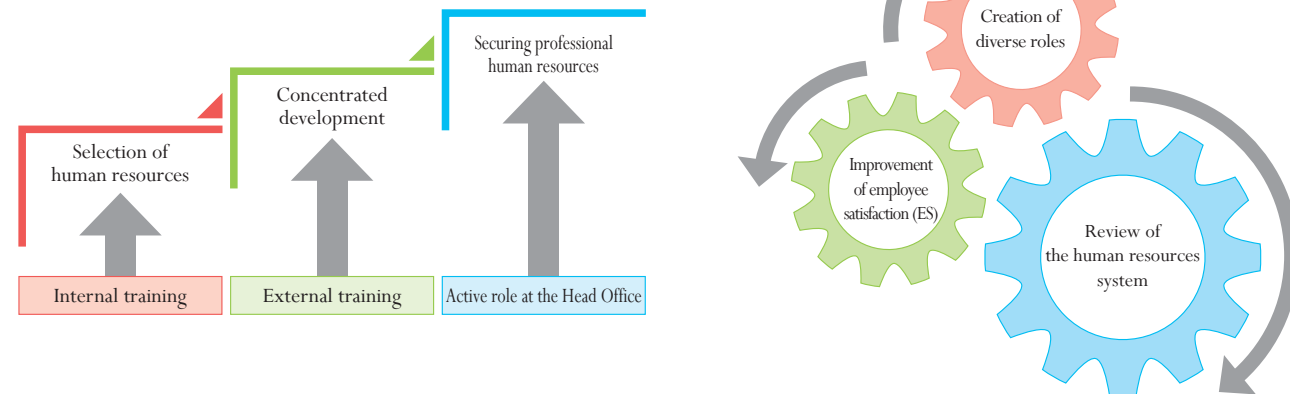 Securing professional
human resources
Concentrated
development
Selection of
human resources
Internal training
External training
Active role at the Head Office
Creation of
diverse roles
Improvement
of employee
satisfaction (ES)
Review of
the human resources
system